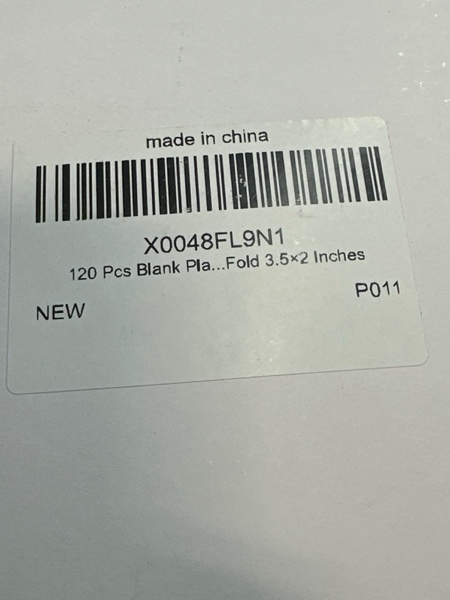 made in china
X0048FL9N1
120 Pcs Blank Pla...Fold 3.5×2 Inches
NEW
P011